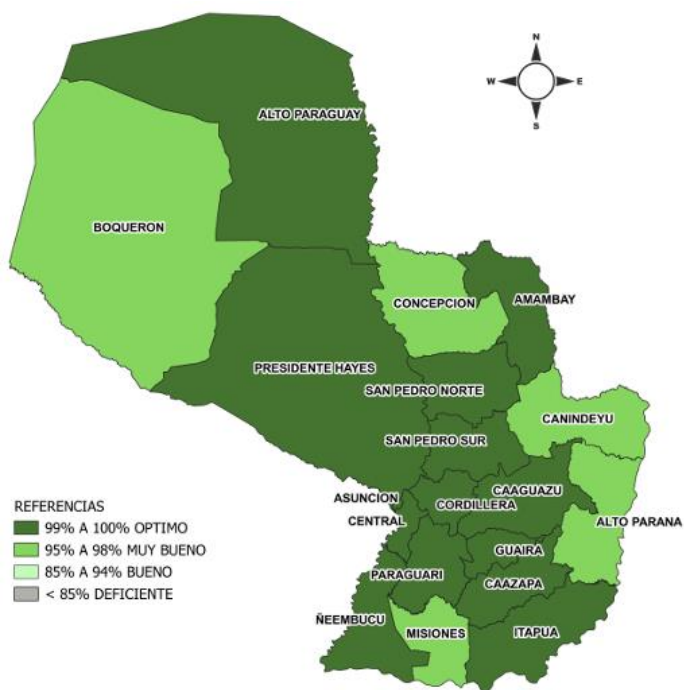 N
W
E
S
ALTO PARAGUAY
BOQUERON
CONCEPCION
AMAMBAY
PRESIDENTE HAYES
SAN PEDRO NORTE
CANINDEYU
SAN PEDRO SUR
CAAGUAZU
ASUNCION
CORDILLERA
CENTRAL
ALTO PARANA
GUAIRA
PARAGUARI
CAAZAPA
ÑEEMBUCU
MISIONES
ITAPUA
REFERENCIAS
99% A 100% OPTIMO
95% A 98% MUY BUENO
85% A 94% BUENO
< 85% DEFICIENTE